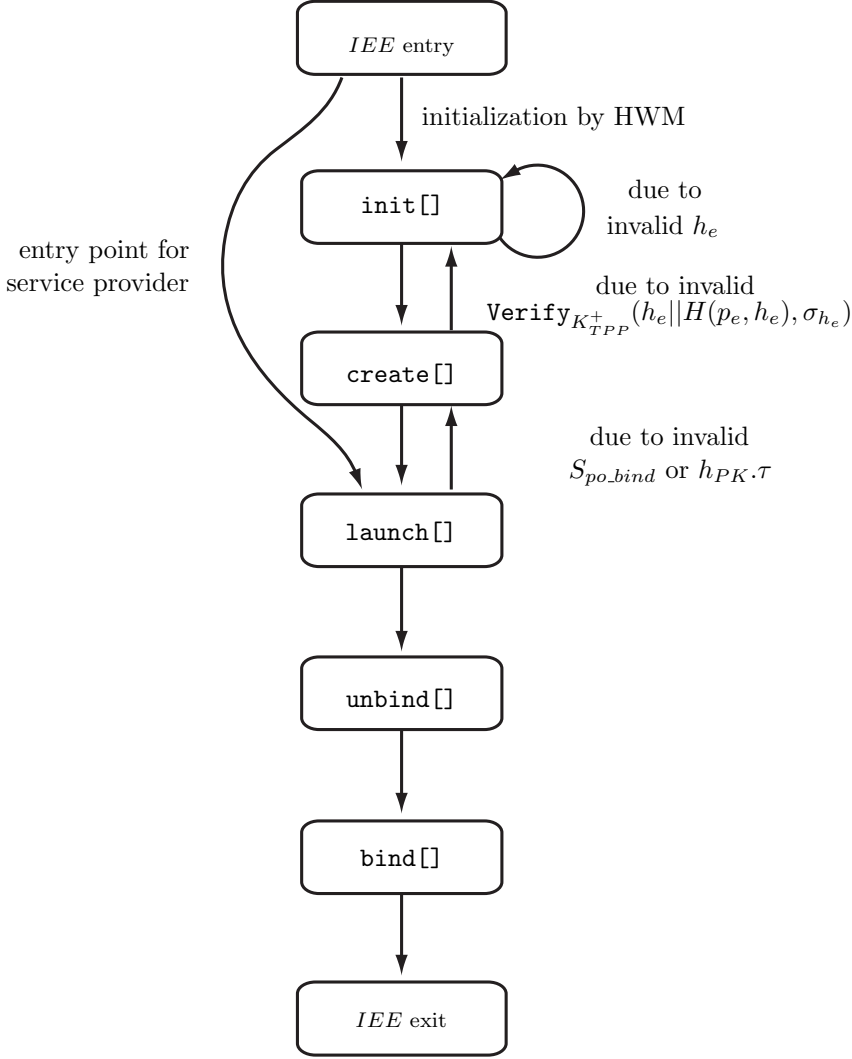 IEE entry
initialization by HWM
init[]
due to
invalid h_e
entry point for
service provider
due to invalid
Verify_{K^+_{TPP}}(h_e||H(p_e, h_e), σ_{h_e})
create[]
due to invalid
S_{po_bind} or h_{PK}.τ
launch[]
unbind[]
bind[]
IEE exit